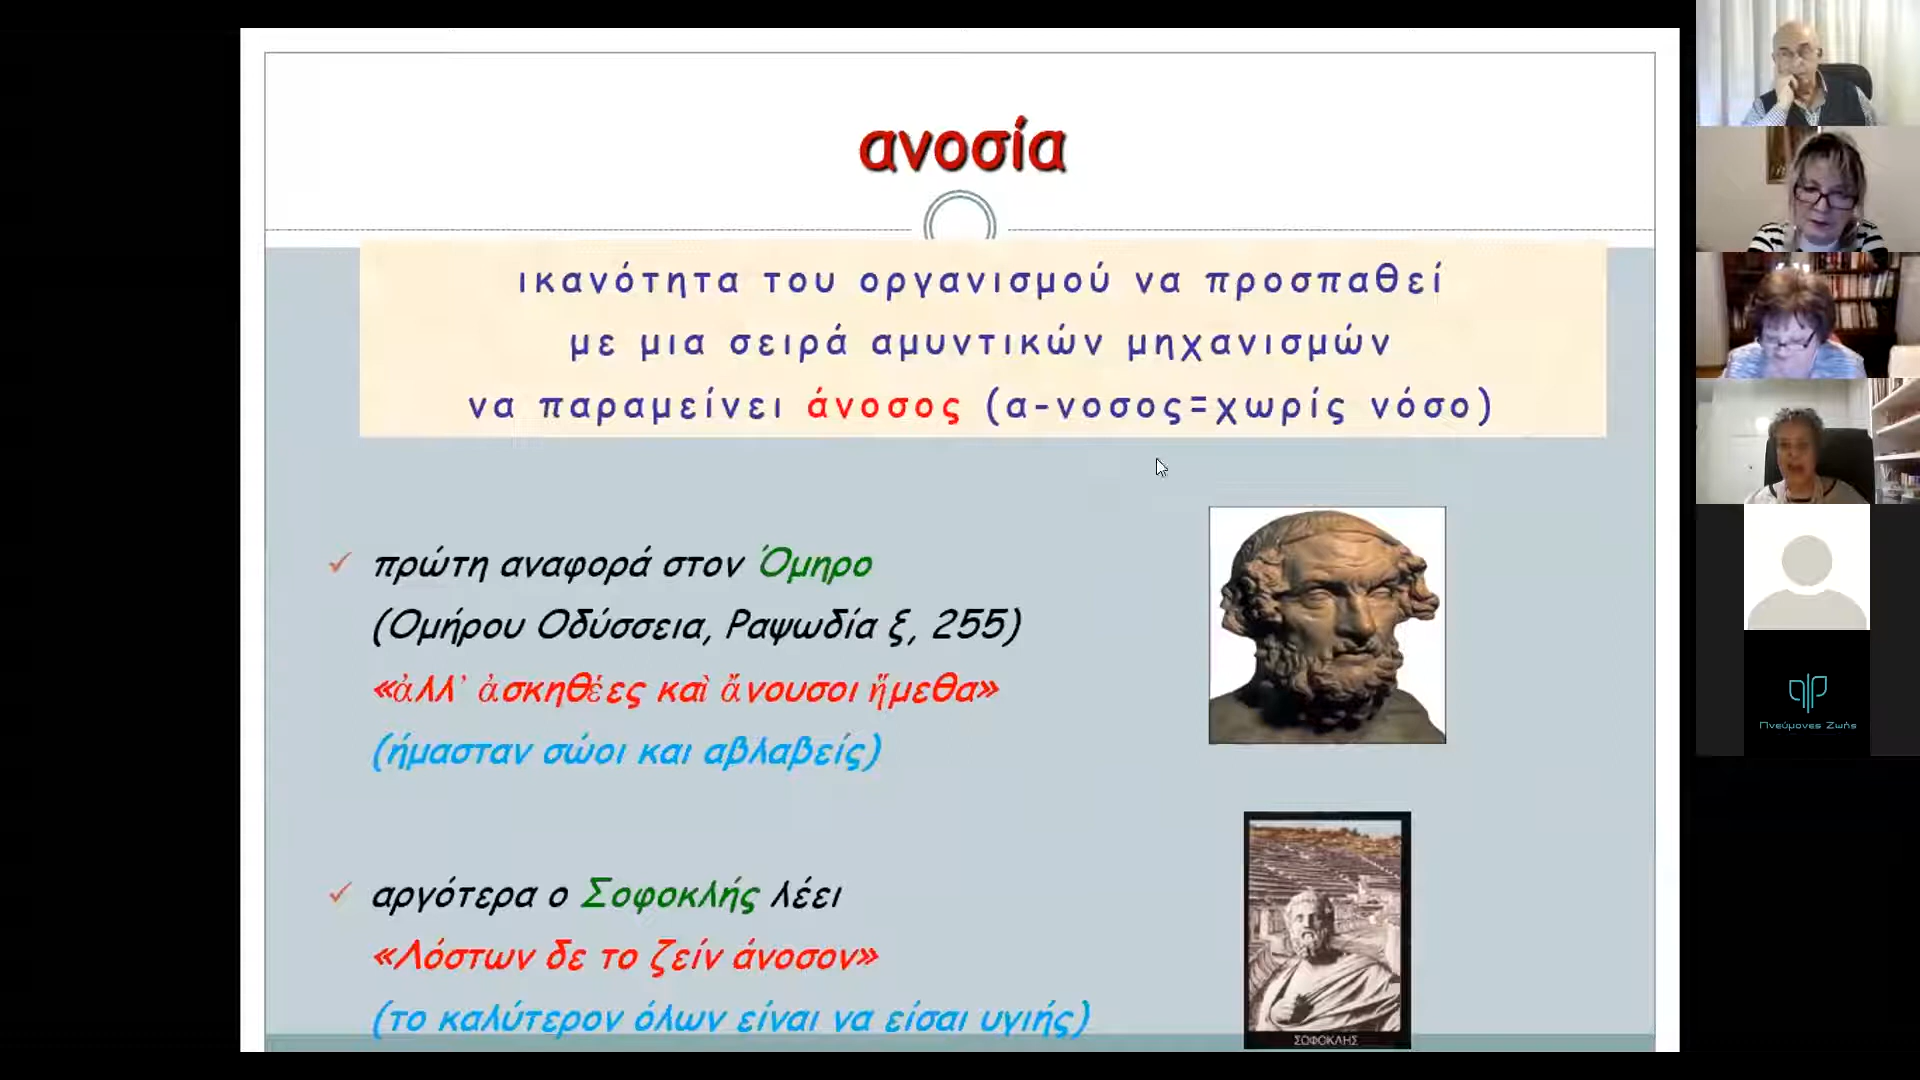 ανοσία
ικανότητα του οργανισμού να προσπαθεί
με μια σειρά αμυντικών μηχανισμών
να παραμείνει άνοσος (α-νοσος=χωρίς νόσο)
✓ πρώτη αναφορά στον Όμηρο
(Ομήρου Οδύσσεια, Ραψωδία ξ, 255)
«ἀλλ’ ἀσκηθέες καὶ ἄνουσοι ἥμεθα»
(ήμασταν σώοι και αβλαβείς)
✓ αργότερα ο Σοφοκλής λέει
«Λόστων δε το ζείν άνοσον»
(το καλύτερον όλων είναι να είσαι υγιής)
ΣΟΦΟΚΛΗΣ
Πνεύμονες Ζωής